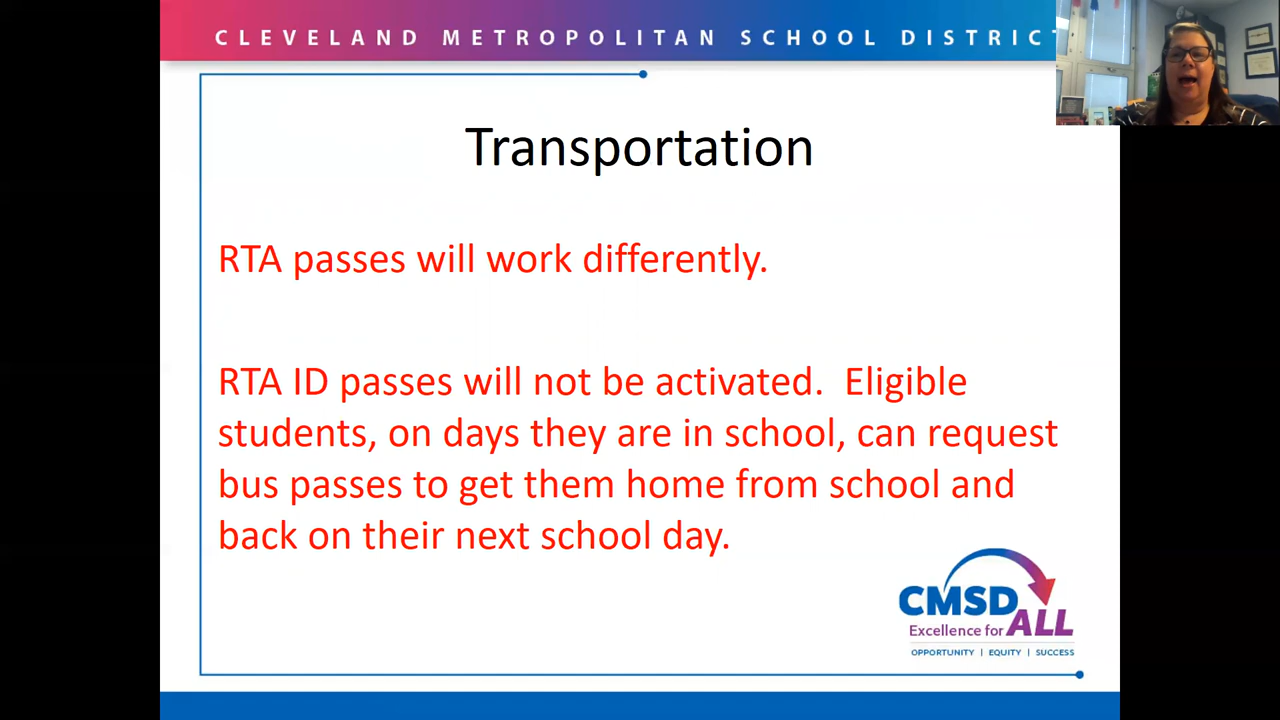 CLEVELAND METROPOLITAN SCHOOL DISTRICT
Transportation
RTA passes will work differently.
RTA ID passes will not be activated.  Eligible
students, on days they are in school, can request
bus passes to get them home from school and
back on their next school day.
CMSD
Excellence for ALL
OPPORTUNITY | EQUITY | SUCCESS